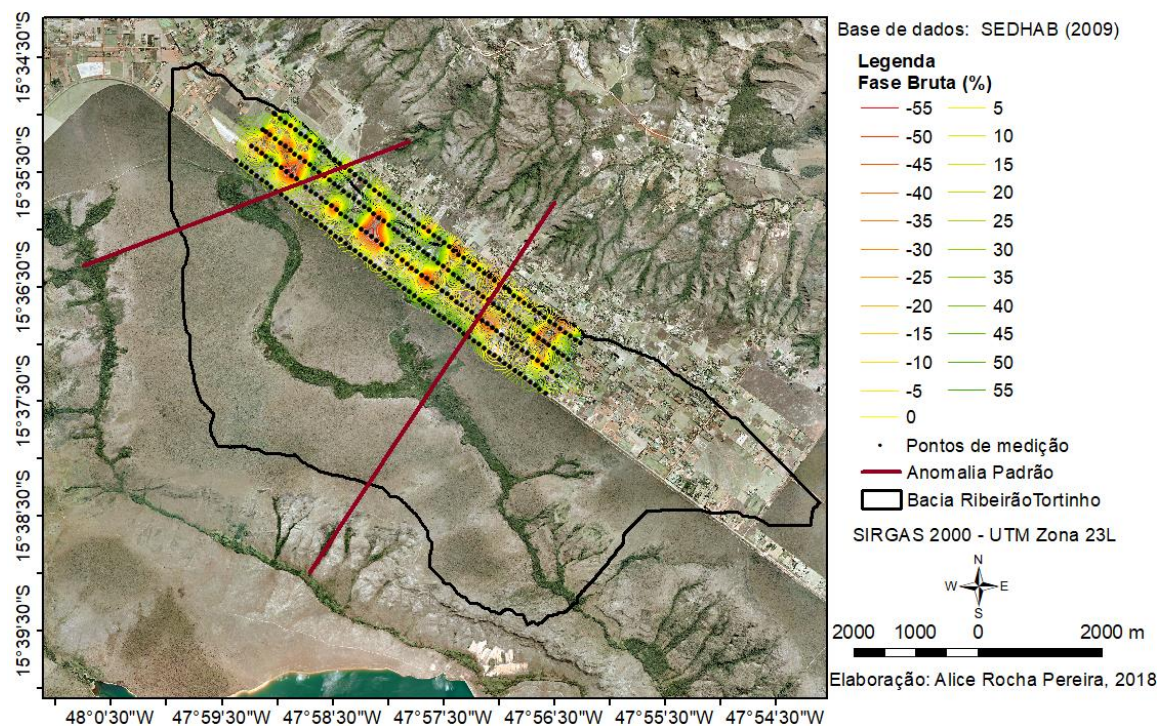 15°34'30"S
15°35'30"S
15°36'30"S
15°37'30"S
15°38'30"S
15°39'30"S
48°0'30"W 47°59'30"W 47°58'30"W 47°57'30"W 47°56'30"W 47°55'30"W 47°54'30"W
Base de dados: SEDHAB (2009)
Legenda
Fase Bruta (%)
-55 5
-50 10
-45 15
-40 20
-35 25
-30 30
-25 35
-20 40
-15 45
-10 50
-5 55
0
Pontos de medição
Anomalia Padrão
Bacia RibeirãoTortinho
SIRGAS 2000 - UTM Zona 23L
N
W E
S
2000 1000 0 2000 m
Elaboração: Alice Rocha Pereira, 2018